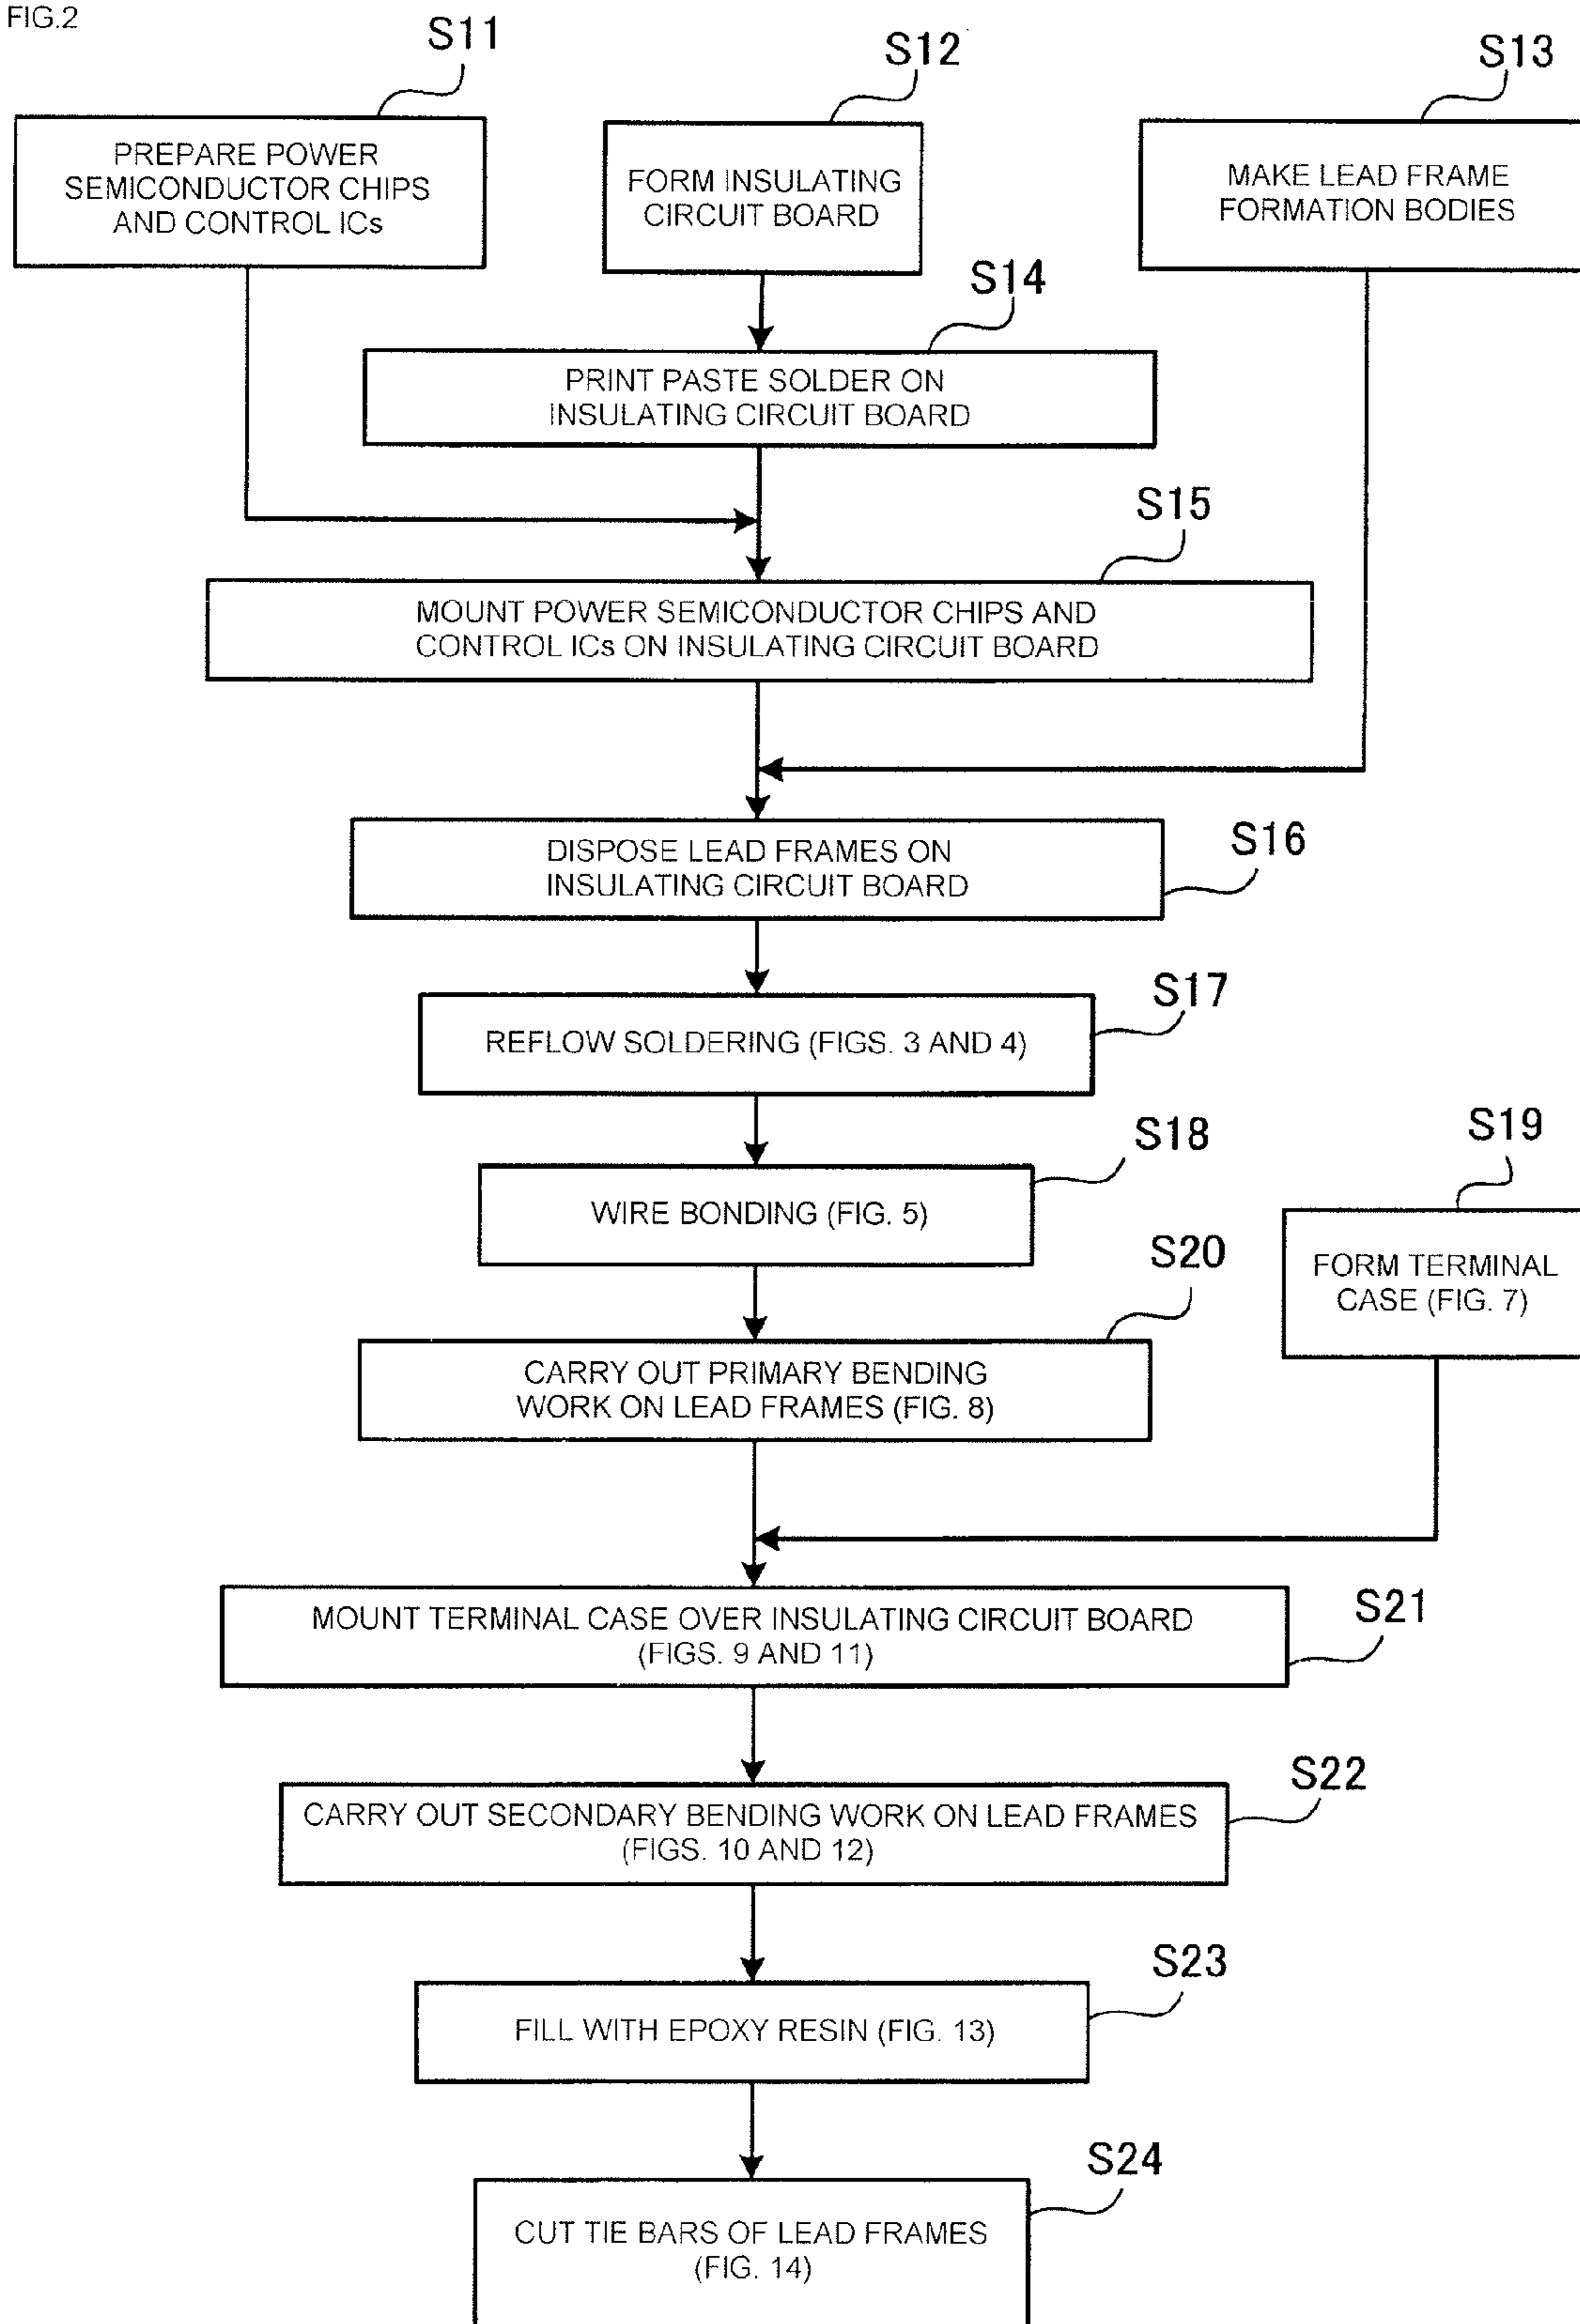 FIG.2
S11
S12
S13
PREPARE POWER
SEMICONDUCTOR CHIPS
AND CONTROL ICs
FORM INSULATING
CIRCUIT BOARD
MAKE LEAD FRAME
FORMATION BODIES
S14
PRINT PASTE SOLDER ON
INSULATING CIRCUIT BOARD
S15
MOUNT POWER SEMICONDUCTOR CHIPS AND
CONTROL ICs ON INSULATING CIRCUIT BOARD
S16
DISPOSE LEAD FRAMES ON
INSULATING CIRCUIT BOARD
S17
REFLOW SOLDERING (FIGS. 3 AND 4)
S18
WIRE BONDING (FIG. 5)
S19
FORM TERMINAL
CASE (FIG. 7)
S20
CARRY OUT PRIMARY BENDING
WORK ON LEAD FRAMES (FIG. 8)
S21
MOUNT TERMINAL CASE OVER INSULATING CIRCUIT BOARD
(FIGS. 9 AND 11)
S22
CARRY OUT SECONDARY BENDING WORK ON LEAD FRAMES
(FIGS. 10 AND 12)
S23
FILL WITH EPOXY RESIN (FIG. 13)
S24
CUT TIE BARS OF LEAD FRAMES
(FIG. 14)